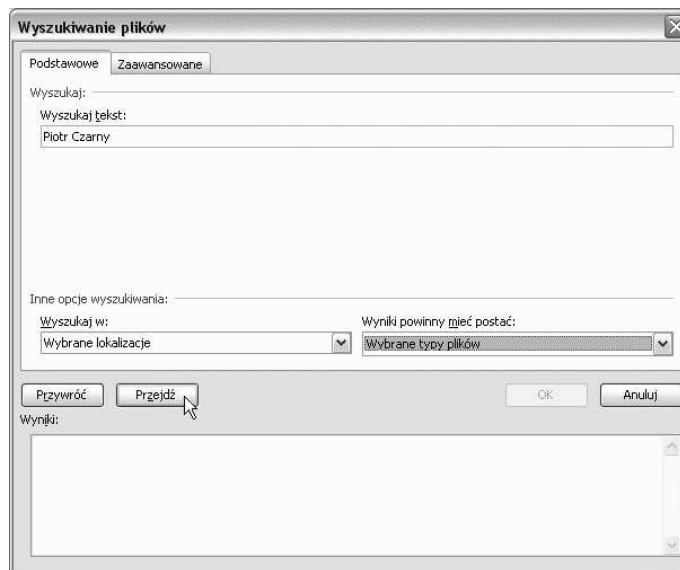 Wyszukiwanie plików
Podstawowe Zaawansowane
Wyszukaj:
Wyszukaj tekst:
Piotr Czarny
Inne opcje wyszukiwania:
Wyszukaj w: Wyniki powinny mieć postać:
Wybrane lokalizacje Wybrane typy plików
Przywróć Przejdź OK Anuluj
Wyniki: